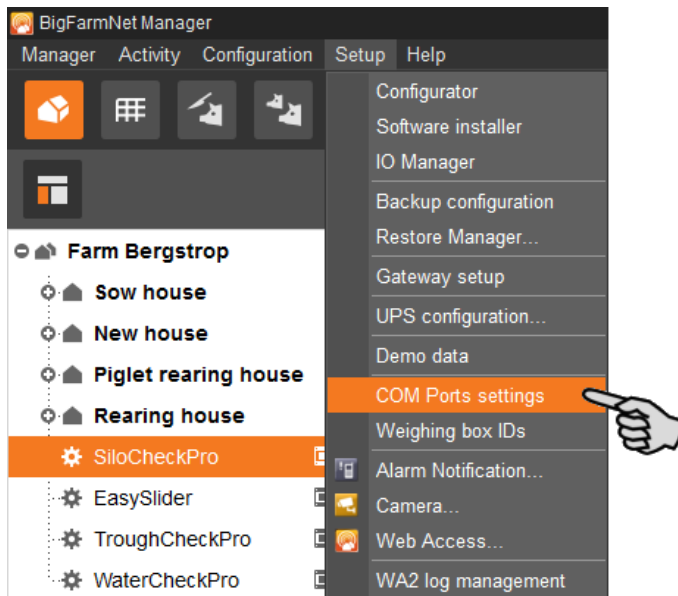 BigFarmNet Manager
Manager Activity Configuration Setup Help
Configurator
Software installer
IO Manager
Backup configuration
Restore Manager...
Gateway setup
UPS configuration...
Demo data
COM Ports settings
Weighing box IDs
Alarm Notification...
Camera...
Web Access...
WA2 log management
Farm Bergstrop
Sow house
New house
Piglet rearing house
Rearing house
SiloCheckPro
EasySlider
TroughCheckPro
WaterCheckPro